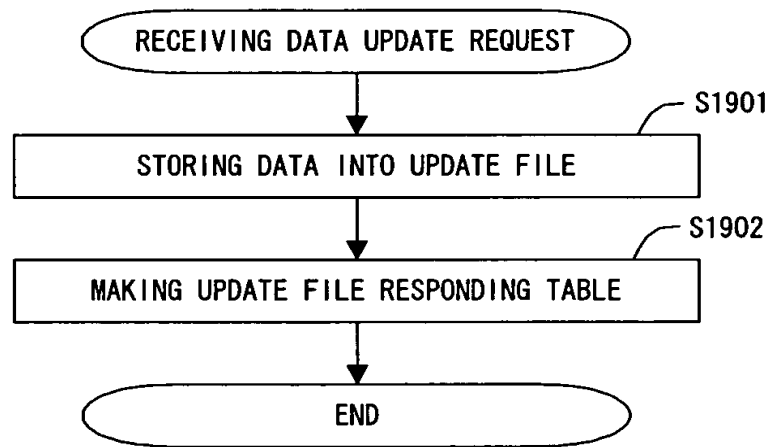 RECEIVING DATA UPDATE REQUEST
S1901
STORING DATA INTO UPDATE FILE
S1902
MAKING UPDATE FILE RESPONDING TABLE
END